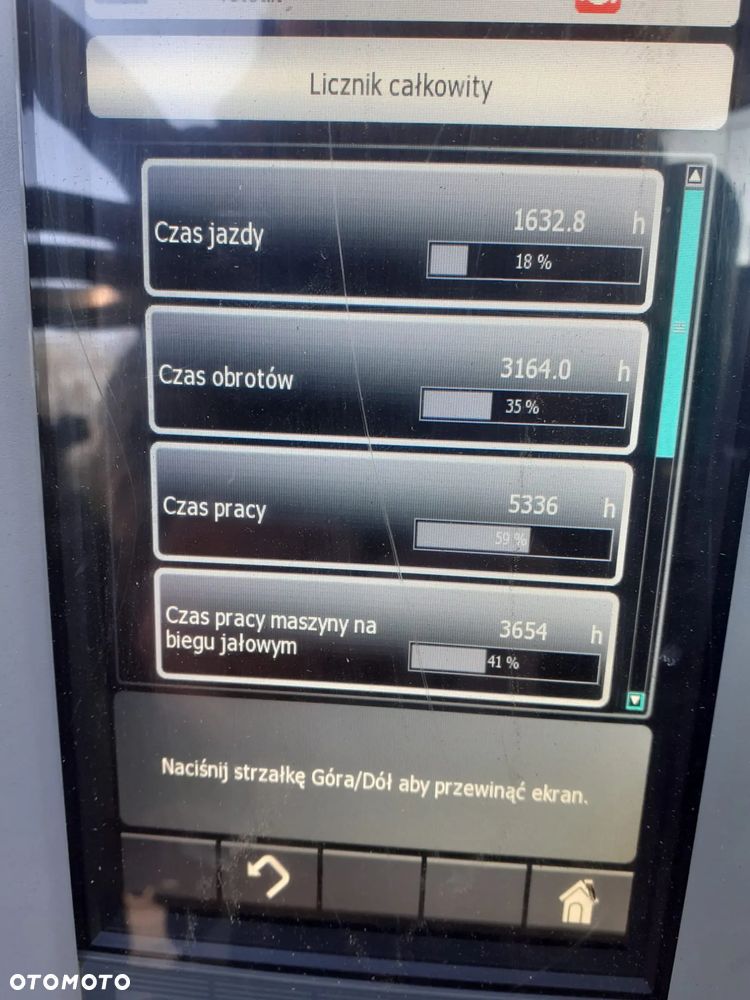 Licznik całkowity
Czas jazdy
1632.8 h
18 %
Czas obrotów
3164.0 h
35 %
Czas pracy
5336 h
59 %
Czas pracy maszyny na
biegu jałowym
3654 h
41 %
Naciśnij strzałkę Góra/Dół aby przewinąć ekran.
OTOMOTO